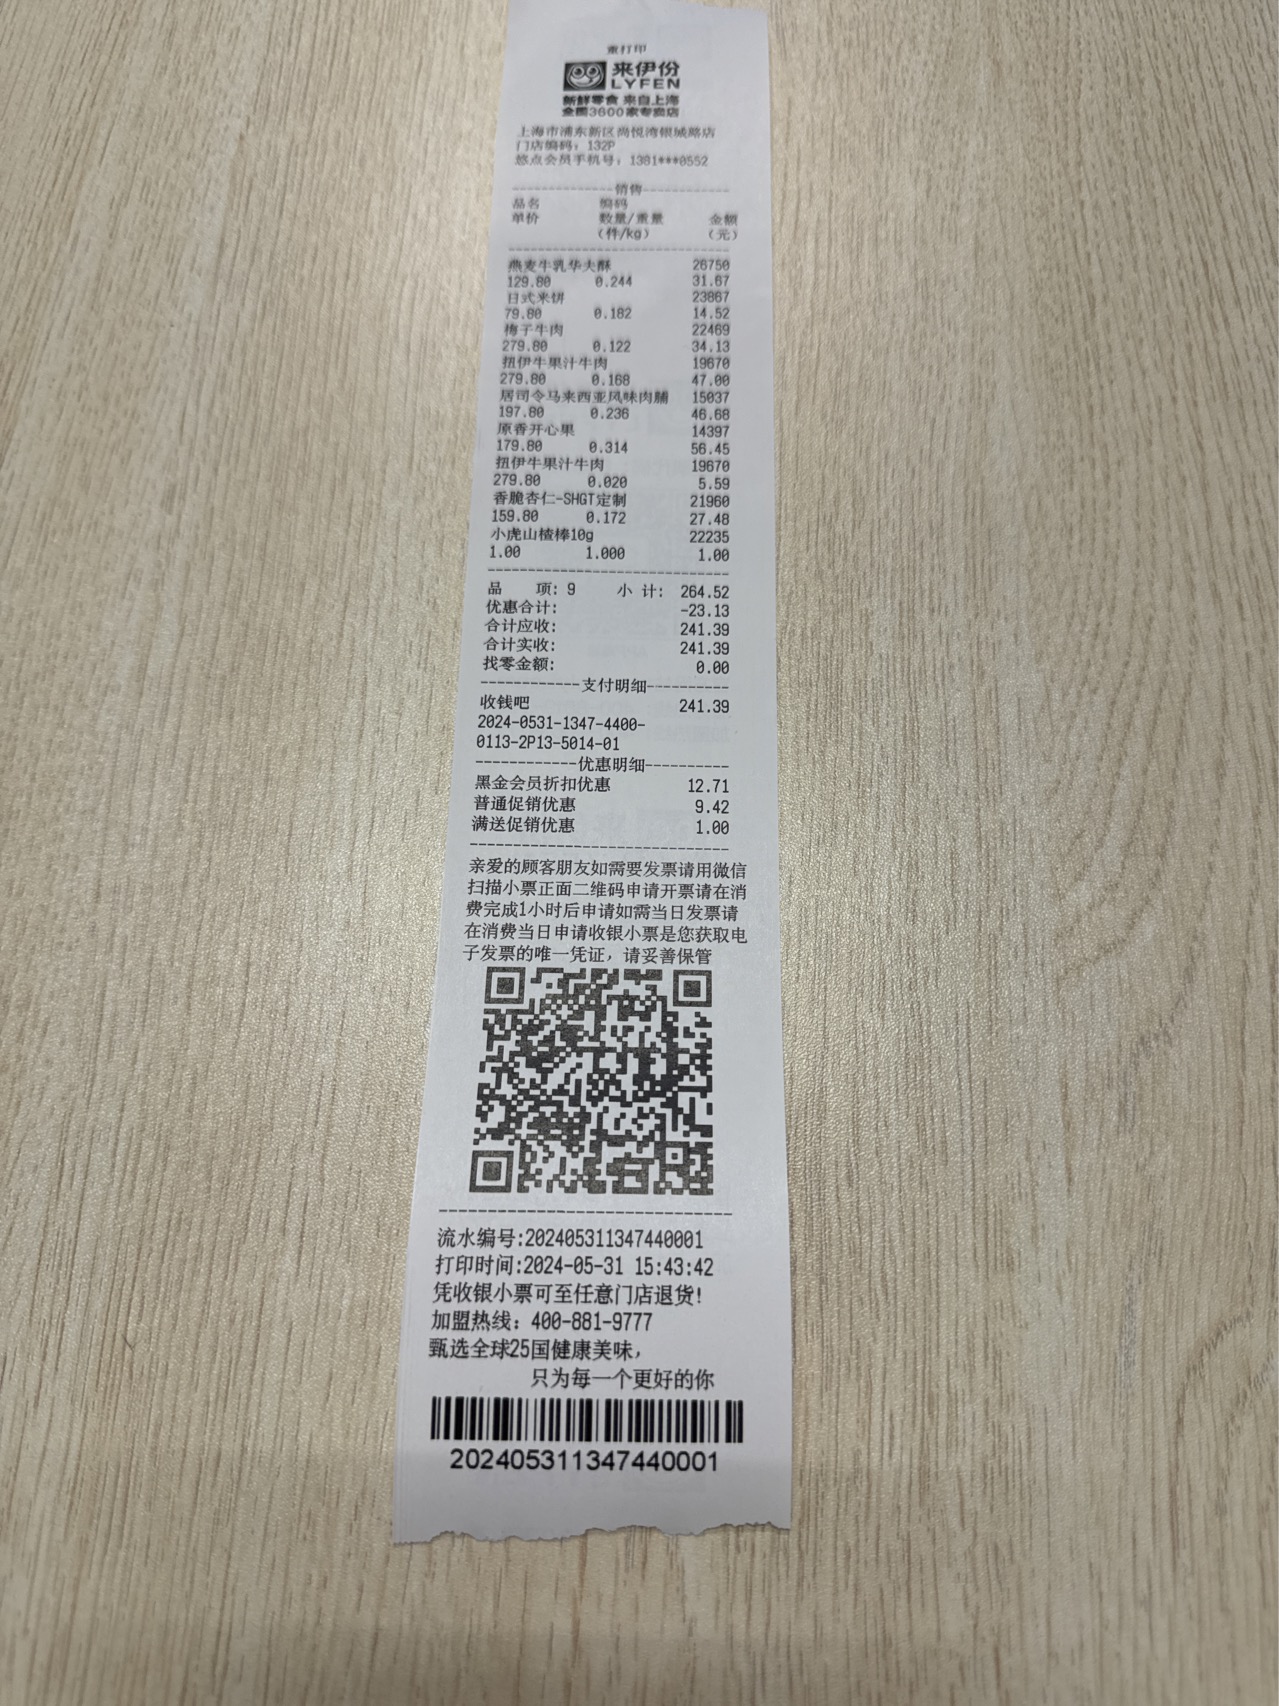 重打印
来伊份
LYFEN
新鲜零食 来自上海
全国3600家专卖店
上海市浦东新区尚悦湾银城路店
门店编码：132P
悠点会员手机号：1381***0552
销售
品名 编码
单价 数量/重量 金额
(件/kg) (元)
燕麦牛乳华夫酥 26750
129.80 0.244 31.67
日式米饼 23867
79.80 0.182 14.52
梅子牛肉 22469
279.80 0.122 34.13
扭伊牛果汁牛肉 19670
279.80 0.168 47.00
居司令马来西亚风味肉脯 15037
197.80 0.236 46.68
原香开心果 14397
179.80 0.314 56.45
扭伊牛果汁牛肉 19670
279.80 0.020 5.59
香脆杏仁-SHGT定制 21960
159.80 0.172 27.48
小虎山楂棒10g 22235
1.00 1.000 1.00
品 项: 9 小 计: 264.52
优惠合计: -23.13
合计应收: 241.39
合计实收: 241.39
找零金额: 0.00
支付明细
收钱吧 241.39
2024-0531-1347-4400-
0113-2P13-5014-01
优惠明细
黑金会员折扣优惠 12.71
普通促销优惠 9.42
满送促销优惠 1.00
亲爱的顾客朋友如需要发票请用微信
扫描小票正面二维码申请开票请在消
费完成1小时后申请如需当日发票请
在消费当日申请收银小票是您获取电
子发票的唯一凭证，请妥善保管
流水编号:202405311347440001
打印时间:2024-05-31 15:43:42
凭收银小票可至任意门店退货!
加盟热线：400-881-9777
甄选全球25国健康美味，
只为每一个更好的你
202405311347440001